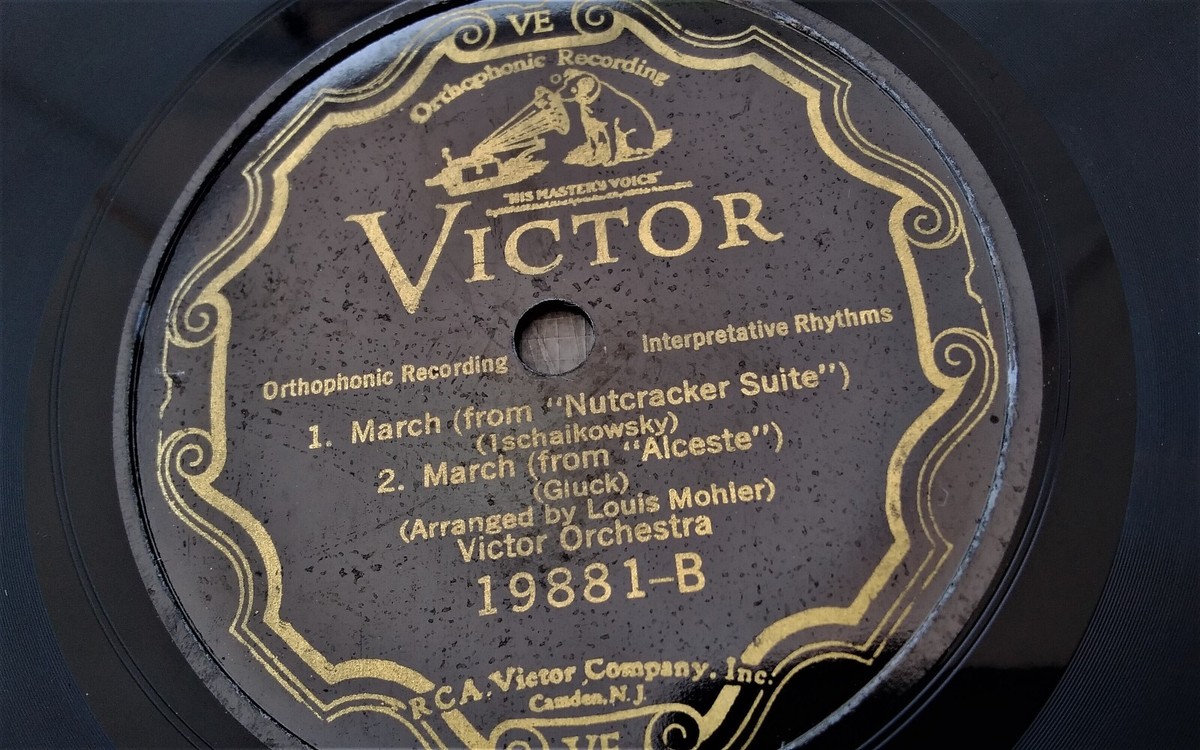 VE
Orthophonic Recording
"HIS MASTER'S VOICE"
VICTOR
Orthophonic Recording
Interpretative Rhythms
1. March (from "Nutcracker Suite")
(Tschaikowsky)
2. March (from "Alceste")
(Gluck)
(Arranged by Louis Mohler)
Victor Orchestra
19881-B
RCA Victor Company, Inc.
Camden, N.J.
VE